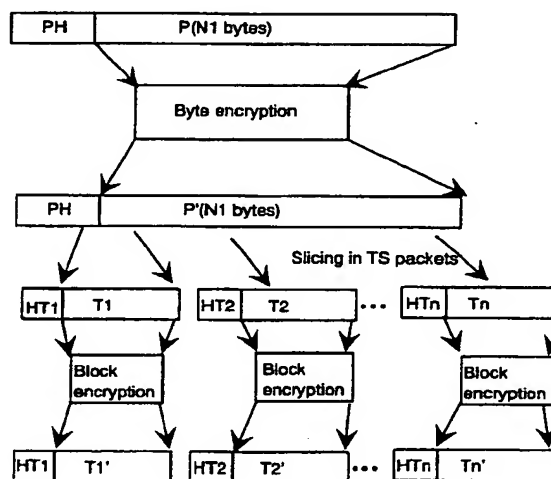 PH P(N1 bytes)
Byte encryption
PH P'(N1 bytes)
Slicing in TS packets
HT1 T1 HT2 T2 ••• HTn Tn
Block encryption Block encryption Block encryption
HT1 T1' HT2 T2' ••• HTn Tn'